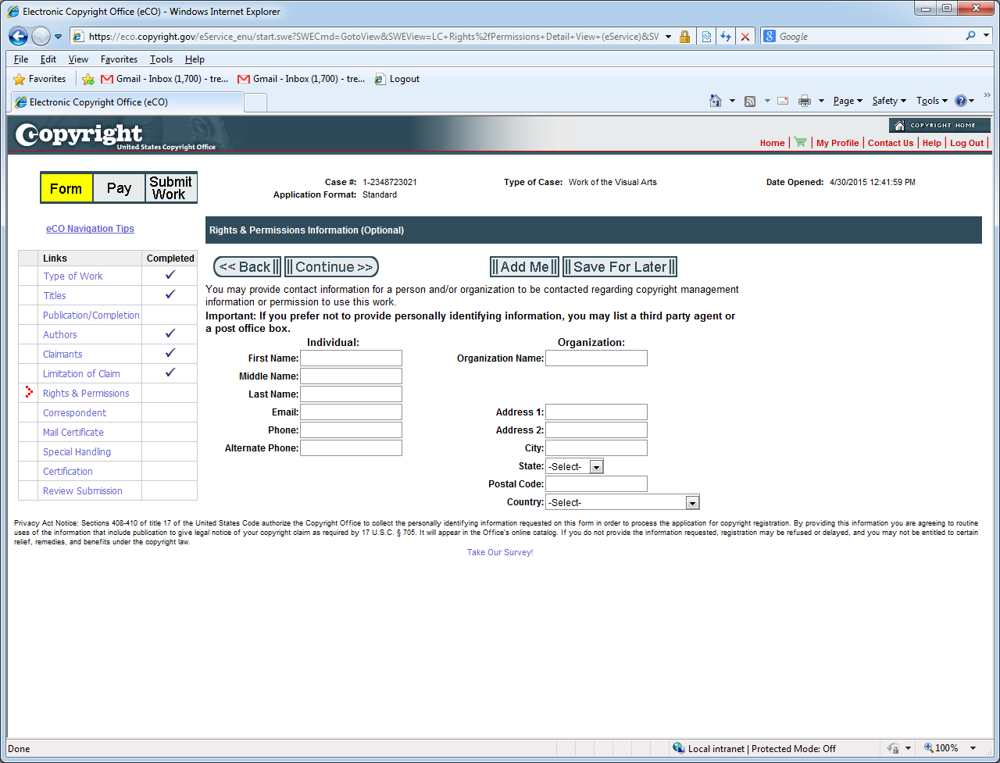 Electronic Copyright Office (eCO) - Windows Internet Explorer
https://eco.copyright.gov/eService_enu/start.swe?SWECmd=GotoView&SWEView=LC+Rights%2fPermissions+Detail+View+(eService)&SV
Google
File Edit View Favorites Tools Help
Favorites Gmail - Inbox (1,700) - tre... Gmail - Inbox (1,700) - tre... Logout
Electronic Copyright Office (eCO)
Page Safety Tools
Copyright
United States Copyright Office
COPYRIGHT HOME
Home My Profile Contact Us Help Log Out
Form Pay Submit Work
Case #: 1-2348723021 Type of Case: Work of the Visual Arts Date Opened: 4/30/2015 12:41:59 PM
Application Format: Standard
eCO Navigation Tips
Links Completed
Type of Work
Titles
Publication/Completion
Authors
Claimants
Limitation of Claim
Rights & Permissions
Correspondent
Mail Certificate
Special Handling
Certification
Review Submission
Rights & Permissions Information (Optional)
<< Back Continue >> Add Me Save For Later
You may provide contact information for a person and/or organization to be contacted regarding copyright management
information or permission to use this work.
Important: If you prefer not to provide personally identifying information, you may list a third party agent or
a post office box.
Individual: Organization:
First Name: Organization Name:
Middle Name:
Last Name:
Email: Address 1:
Phone: Address 2:
Alternate Phone: City:
State: -Select-
Postal Code:
Country: -Select-
Privacy Act Notice: Sections 408-410 of title 17 of the United States Code authorize the Copyright Office to collect the personally identifying information requested on this form in order to process the application for copyright registration. By providing this information you are agreeing to routine
uses of the information that include publication to give legal notice of your copyright claim as required by 17 U.S.C. § 705. It will appear in the Office's online catalog. If you do not provide the information requested, registration may be refused or delayed, and you may not be entitled to certain
relief, remedies, and benefits under the copyright law.
Take Our Survey!
Done Local intranet | Protected Mode: Off 100%